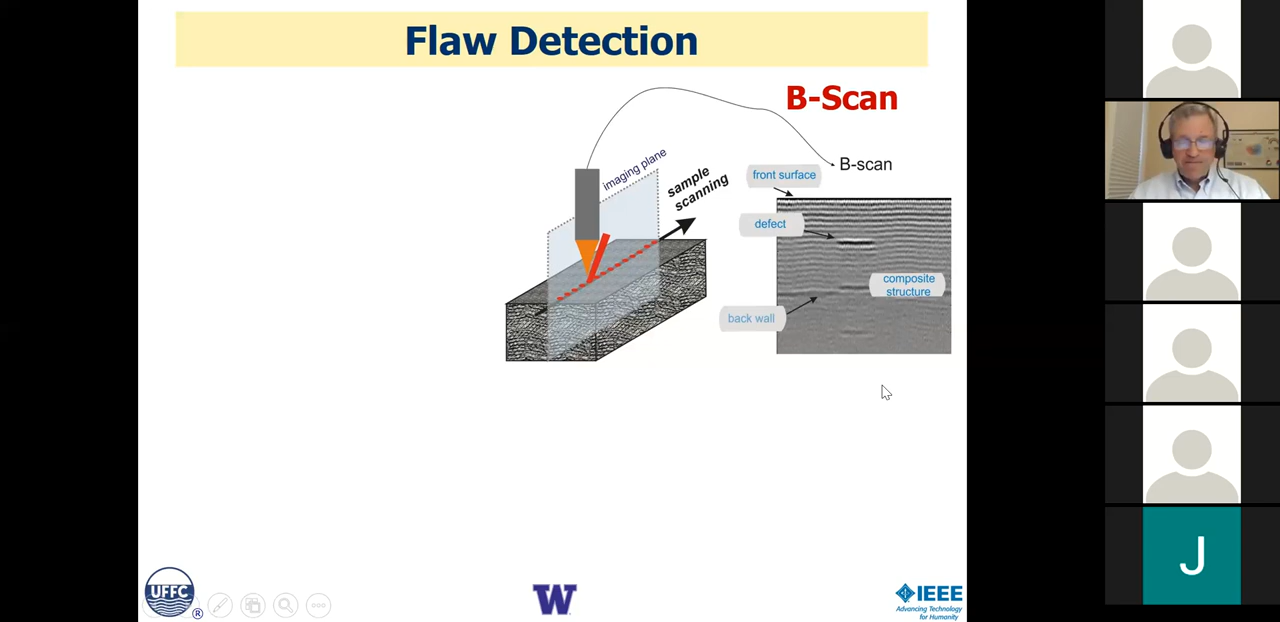 Flaw Detection
B-Scan
imaging plane
sample
scanning
B-scan
front surface
defect
composite
structure
back wall
UFFC
®
W
IEEE
Advancing Technology
for Humanity
J